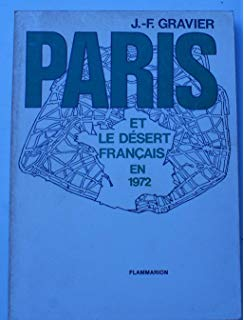 J.-F. GRAVIER
PARIS
ET
LE DÉSERT
FRANÇAIS
EN
1972
FLAMMARION